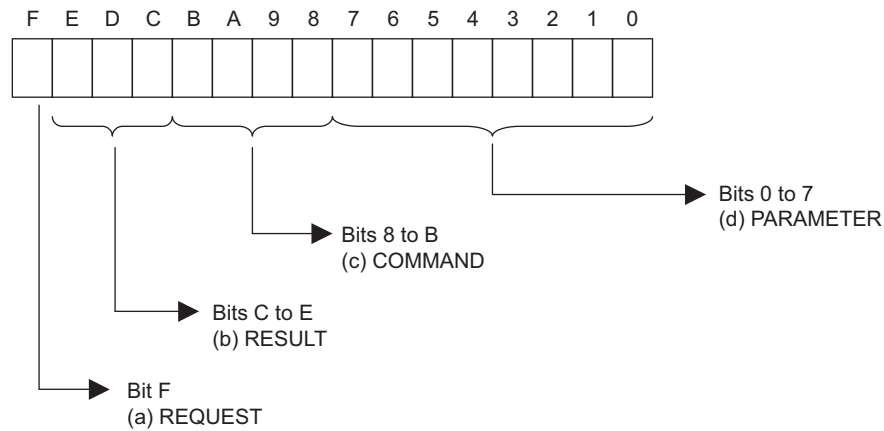 F E D C B A 9 8 7 6 5 4 3 2 1 0
Bits 0 to 7
(d) PARAMETER
Bits 8 to B
(c) COMMAND
Bits C to E
(b) RESULT
Bit F
(a) REQUEST